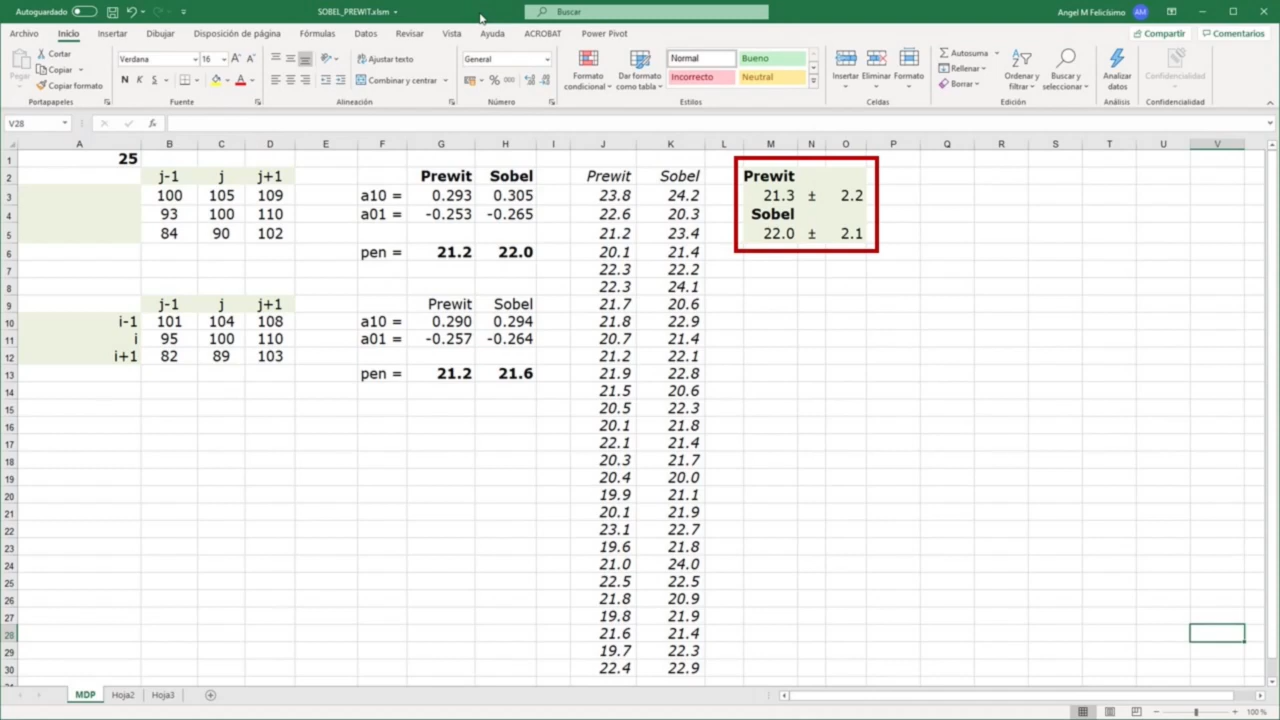 Autoguardado SOBEL_PREWIT.xlsm Buscar Angel M Felicísimo AM
Archivo Inicio Insertar Dibujar Disposición de página Fórmulas Datos Revisar Vista Ayuda ACROBAT Power Pivot Compartir Comentarios
Pegar Cortar Copiar Copiar formato Verdana 16 A A Ajustar texto General Formato condicional Dar formato como tabla Normal Bueno Insertar Eliminar Formato Autosuma Rellenar Borrar Ordenar y filtrar Buscar y seleccionar Analizar datos Confidencialidad
N K S A Combinar y centrar % 000 Incorrecto Neutral
Portapapeles Fuente Alineación Número Estilos Celdas Edición Análisis Confidencialidad
V28 fx
A B C D E F G H I J K L M N O P Q R S T U V
1 25
2 j-1 j j+1 Prewit Sobel Prewit Sobel Prewit
3 100 105 109 a10 = 0.293 0.305 23.8 24.2 21.3 ± 2.2
4 93 100 110 a01 = -0.253 -0.265 22.6 20.3 Sobel
5 84 90 102 21.2 23.4 22.0 ± 2.1
6 pen = 21.2 22.0 20.1 21.4
7 22.3 22.2
8 22.3 24.1
9 j-1 j j+1 Prewit Sobel 21.7 20.6
10 i-1 101 104 108 a10 = 0.290 0.294 21.8 22.9
11 i 95 100 110 a01 = -0.257 -0.264 20.7 21.4
12 i+1 82 89 103 21.2 22.1
13 pen = 21.2 21.6 21.9 22.8
14 21.5 20.6
15 20.5 22.3
16 20.1 21.8
17 22.1 21.4
18 20.3 21.7
19 20.4 20.0
20 19.9 21.1
21 20.1 21.9
22 23.1 22.7
23 19.6 21.8
24 21.0 24.0
25 22.5 22.5
26 21.8 20.9
27 19.8 21.9
28 21.6 21.4
29 19.7 22.3
30 22.4 22.9
MDP Hoja2 Hoja3
100 %